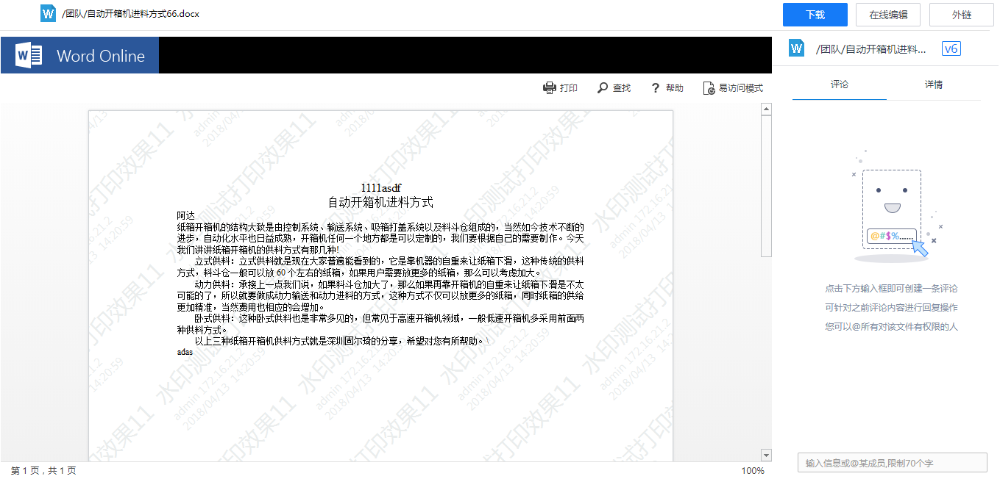 /团队/自动开箱机进料方式66.docx
下载
在线编辑
外链
W Word Online
/团队/自动开箱机进料...
v6
打印
查找
帮助
易访问模式
评论
详情
1111asdf
自动开箱机进料方式
阿达
纸箱开箱机的结构大致是由控制系统、输送系统、吸箱打盖系统以及料斗仓组成的，当然如今技术不断的
进步，自动化水平也日益成熟，开箱机任何一个地方都是可以定制的，我们要根据自己的需要制作。今天
我们讲讲纸箱开箱机的供料方式有那几种!
立式供料：立式供料就是现在大家普遍能看到的，它是靠机器的自重来让纸箱下滑，这种传统的供料
方式，料斗仓一般可以放 60 个左右的纸箱，如果用户需要放更多的纸箱，那么可以考虑加大。
动力供料：承接上一点我们说，如果料斗仓加大了，那么如果再靠开箱机的自重来让纸箱下滑是不太
可能的了，所以就要做成动力输送和动力进料的方式，这种方式不仅可以放更多的纸箱，同时纸箱的供给
更加精准，当然费用也相应的会增加。
卧式供料：这种卧式供料也是非常多见的，但常见于高速开箱机领域，一般低速开箱机多采用前面两
种供料方式。
以上三种纸箱开箱机供料方式就是深圳固尔琦的分享，希望对您有所帮助。\
adas
水印测试打印效果11
admin 172.16.21.2
2018/04/13 14:20:59
@#$%......
点击下方输入框即可创建一条评论
可针对之前评论内容进行回复操作
您可以@所有对该文件有权限的人
输入信息或@某成员,限制70个字
第 1 页 , 共 1 页
100%